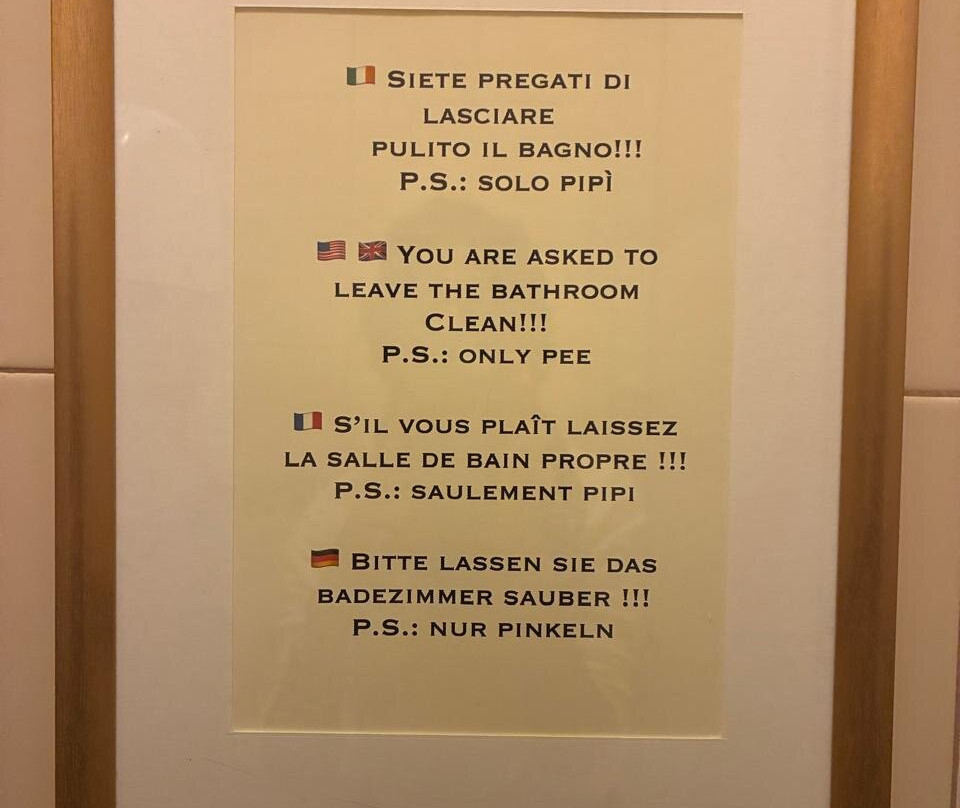 🇮🇹 SIETE PREGATI DI
LASCIARE
PULITO IL BAGNO!!!
P.S.: SOLO PIPÌ
🇺🇸 🇬🇧 YOU ARE ASKED TO
LEAVE THE BATHROOM
CLEAN!!!
P.S.: ONLY PEE
🇫🇷 S'IL VOUS PLAÎT LAISSEZ
LA SALLE DE BAIN PROPRE !!!
P.S.: SAULEMENT PIPI
🇩🇪 BITTE LASSEN SIE DAS
BADEZIMMER SAUBER !!!
P.S.: NUR PINKELN